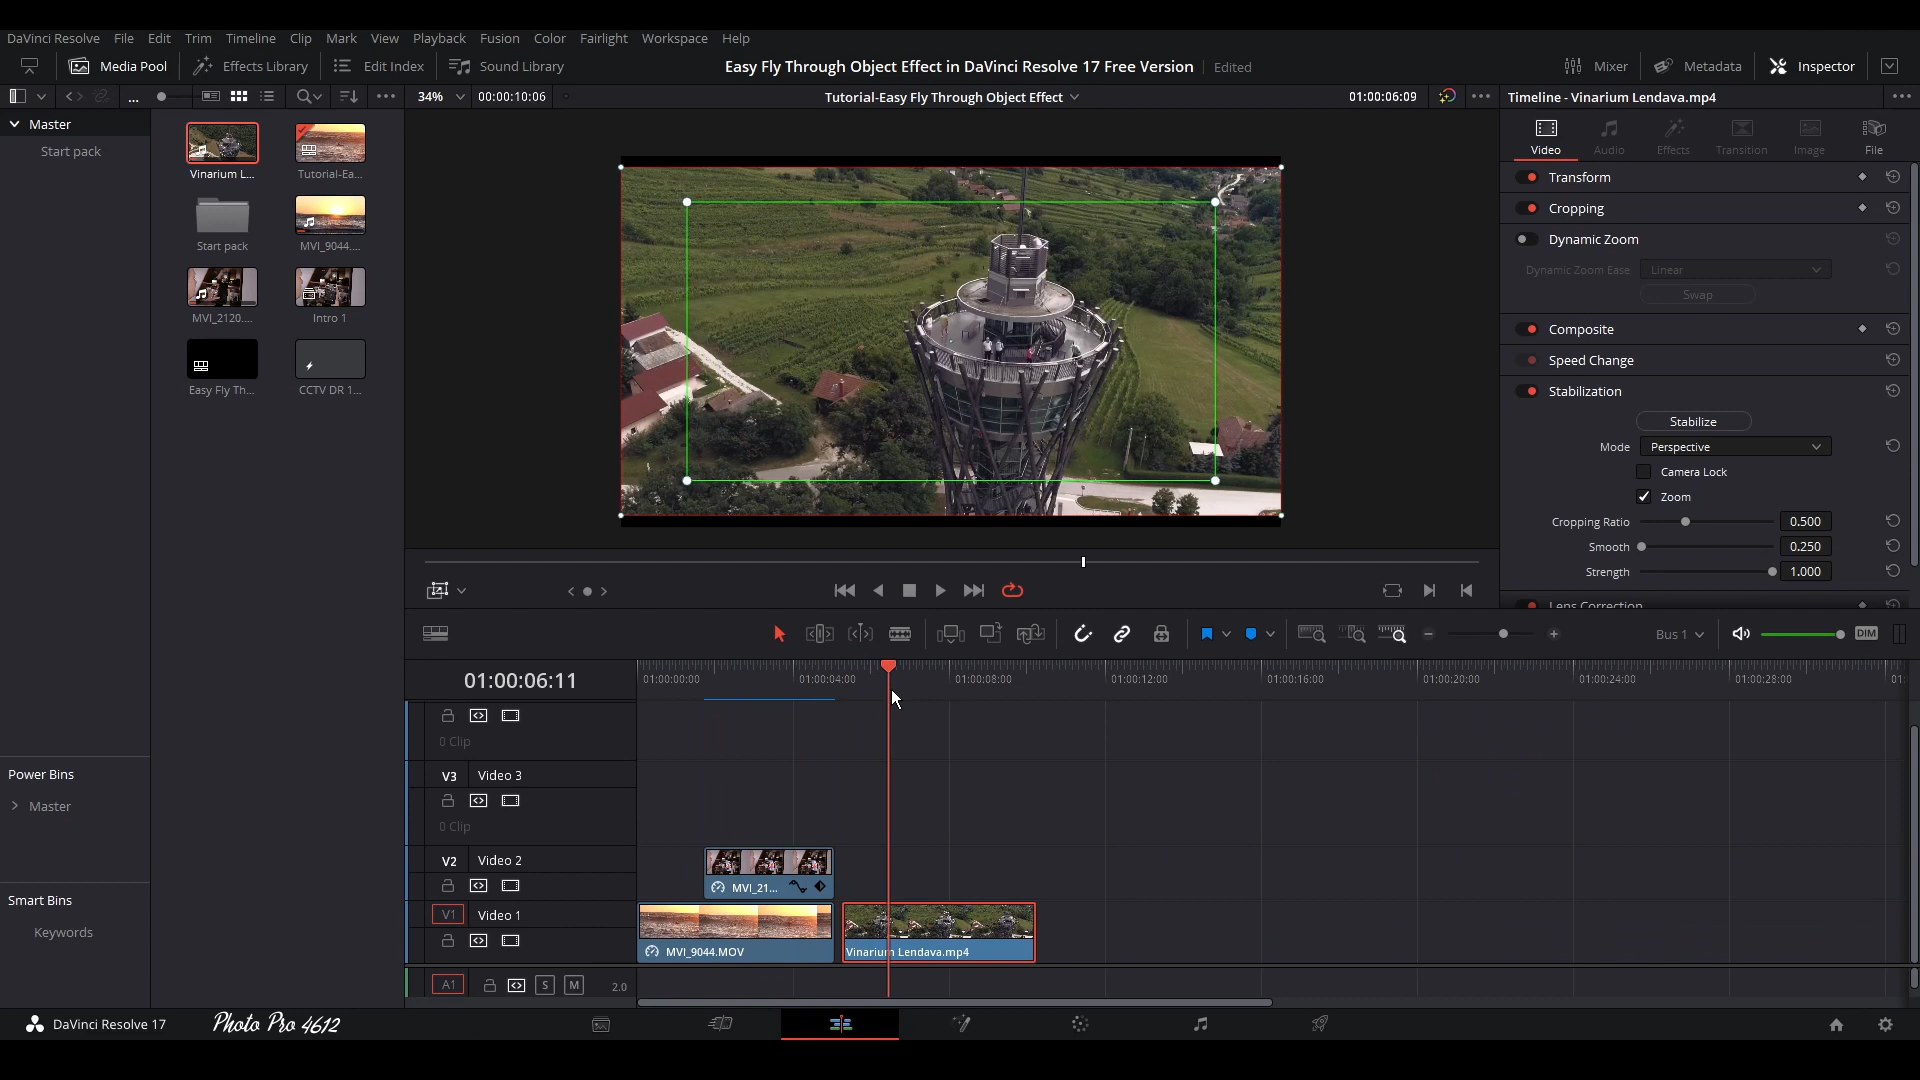 DaVinci Resolve File Edit Trim Timeline Clip Mark View Playback Fusion Color Fairlight Workspace Help
Media Pool Effects Library Edit Index Sound Library Easy Fly Through Object Effect in DaVinci Resolve 17 Free Version Edited Mixer Metadata Inspector
... 34% 00:00:10:06 Tutorial-Easy Fly Through Object Effect 01:00:06:09 Timeline - Vinarium Lendava.mp4
Master
Start pack
Vinarium L... Tutorial-Ea...
Start pack MVI_9044....
MVI_2120.... Intro 1
Easy Fly Th... CCTV DR 1...
Video Audio Effects Transition Image File
Transform
Cropping
Dynamic Zoom
Dynamic Zoom Ease Linear
Swap
Composite
Speed Change
Stabilization
Stabilize
Mode Perspective
Camera Lock
Zoom
Cropping Ratio 0.500
Smooth 0.250
Strength 1.000
Lens Correction
Bus 1 DIM
01:00:06:11 01:00:00:00 01:00:04:00 01:00:08:00 01:00:12:00 01:00:16:00 01:00:20:00 01:00:24:00 01:00:28:00 01:
0 Clip
V3 Video 3
0 Clip
V2 Video 2
MVI_21...
V1 Video 1
MVI_9044.MOV Vinarium Lendava.mp4
A1 S M 2.0
Power Bins
Master
Smart Bins
Keywords
DaVinci Resolve 17 Photo Pro 4612